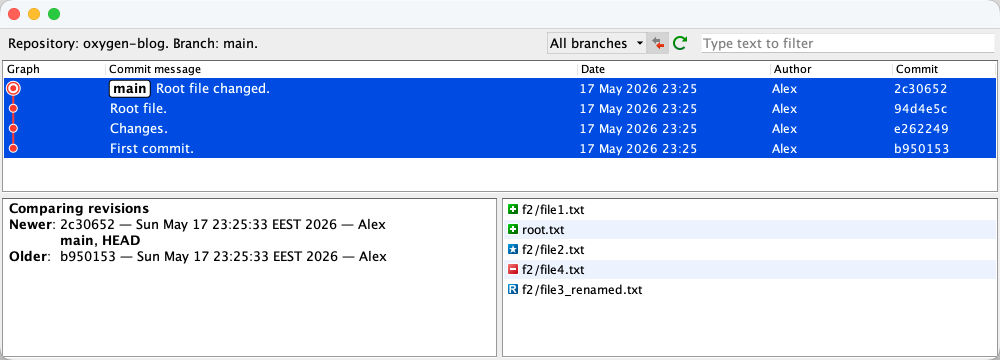 Repository: oxygen-blog. Branch: main. All branches Type text to filter
Graph Commit message Date Author Commit
main Root file changed. 17 May 2026 23:25 Alex 2c30652
Root file. 17 May 2026 23:25 Alex 94d4e5c
Changes. 17 May 2026 23:25 Alex e262249
First commit. 17 May 2026 23:25 Alex b950153
Comparing revisions
Newer: 2c30652 — Sun May 17 23:25:33 EEST 2026 — Alex
main, HEAD
Older: b950153 — Sun May 17 23:25:33 EEST 2026 — Alex
f2/file1.txt
root.txt
f2/file2.txt
f2/file4.txt
R f2/file3_renamed.txt